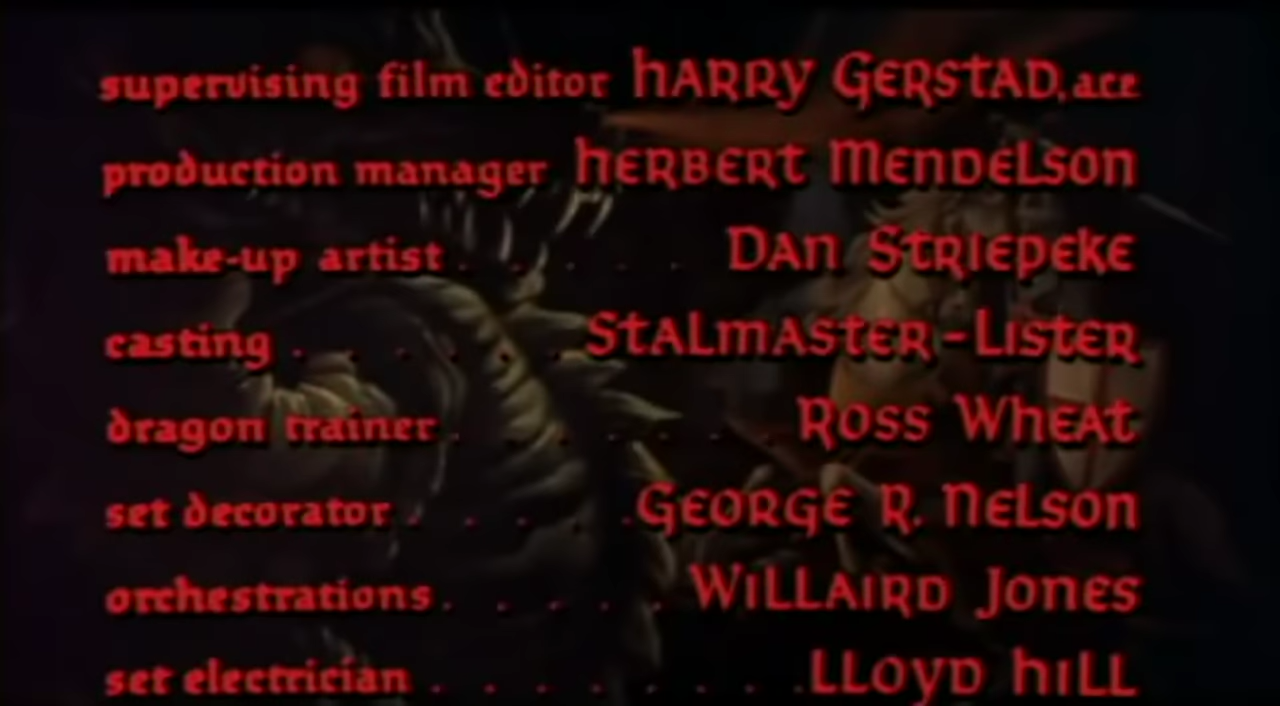 supervising film editor HARRY GERSTAD, ace
production manager HERBERT MENDELSON
make-up artist . . . . . . DAN STRIEPEKE
casting . . . . . . STALMASTER-LISTER
dragon trainer . . . . . . . ROSS WHEAT
set decorator . . . . . GEORGE R. NELSON
orchestrations . . . . . WILLAIRD JONES
set electrician . . . . . . . . LLOYD HILL